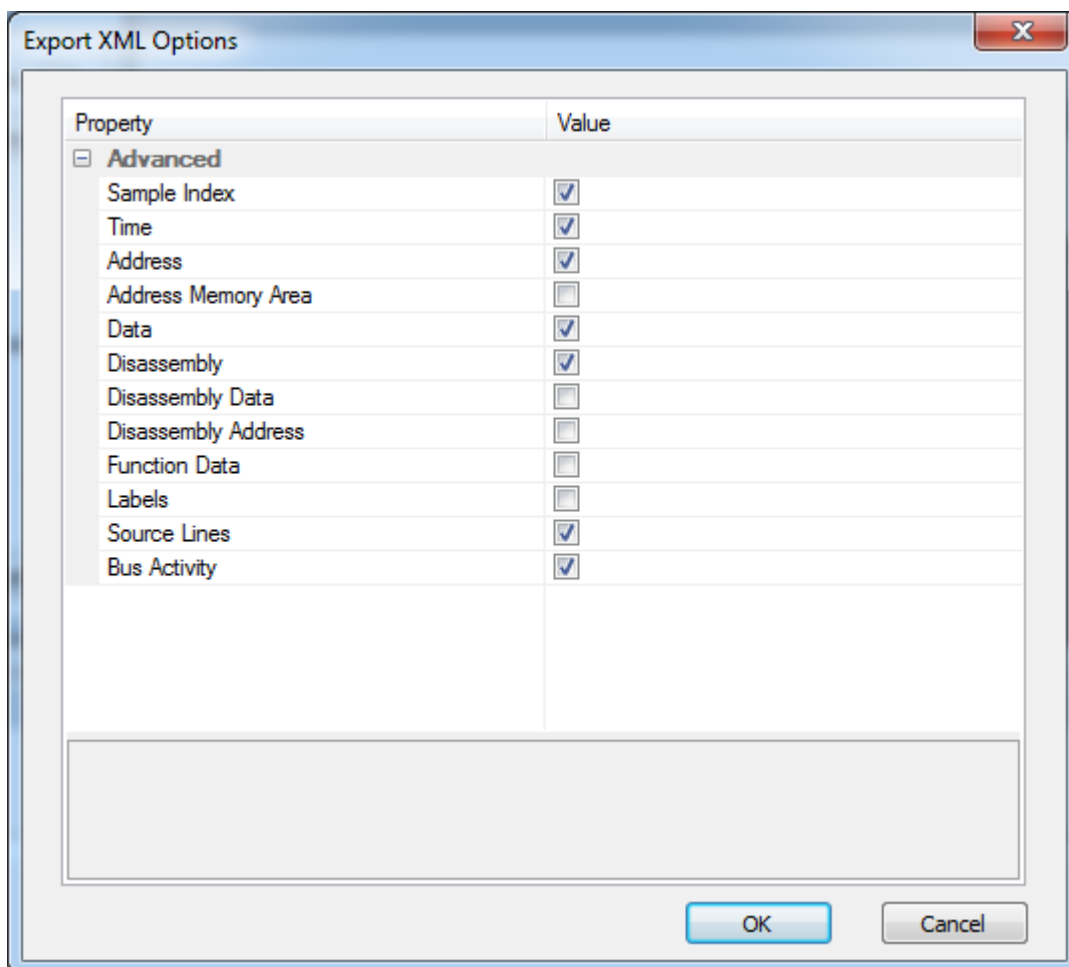 Export XML Options
Property Value
Advanced
Sample Index
Time
Address
Address Memory Area
Data
Disassembly
Disassembly Data
Disassembly Address
Function Data
Labels
Source Lines
Bus Activity
OK Cancel